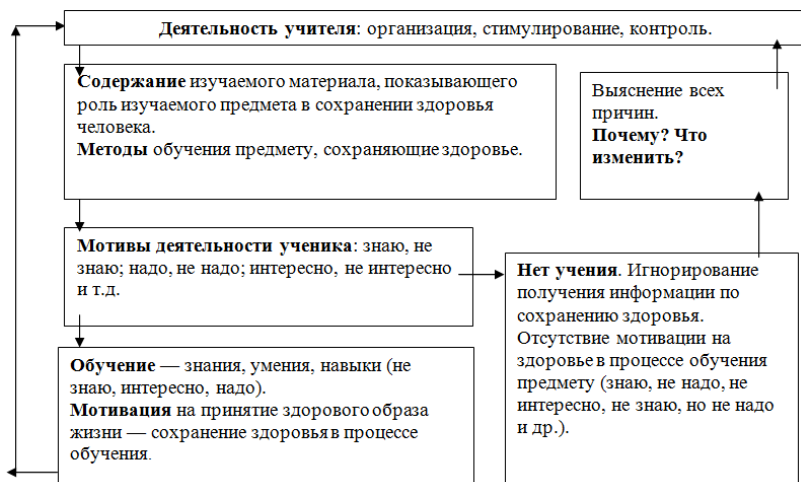 Деятельность учителя: организация, стимулирование, контроль.
Содержание изучаемого материала, показывающего
роль изучаемого предмета в сохранении здоровья
человека.
Методы обучения предмету, сохраняющие здоровье.
Выяснение всех
причин.
Почему? Что
изменить?
Мотивы деятельности ученика: знаю, не
знаю; надо, не надо; интересно, не интересно
и т.д.
Нет учения. Игнорирование
получения информации по
сохранению здоровья.
Отсутствие мотивации на
здоровье в процессе обучения
предмету (знаю, не надо, не
интересно, не знаю, но не надо
и др.).
Обучение — знания, умения, навыки (не
знаю, интересно, надо).
Мотивация на принятие здорового образа
жизни — сохранение здоровья в процессе
обучения.